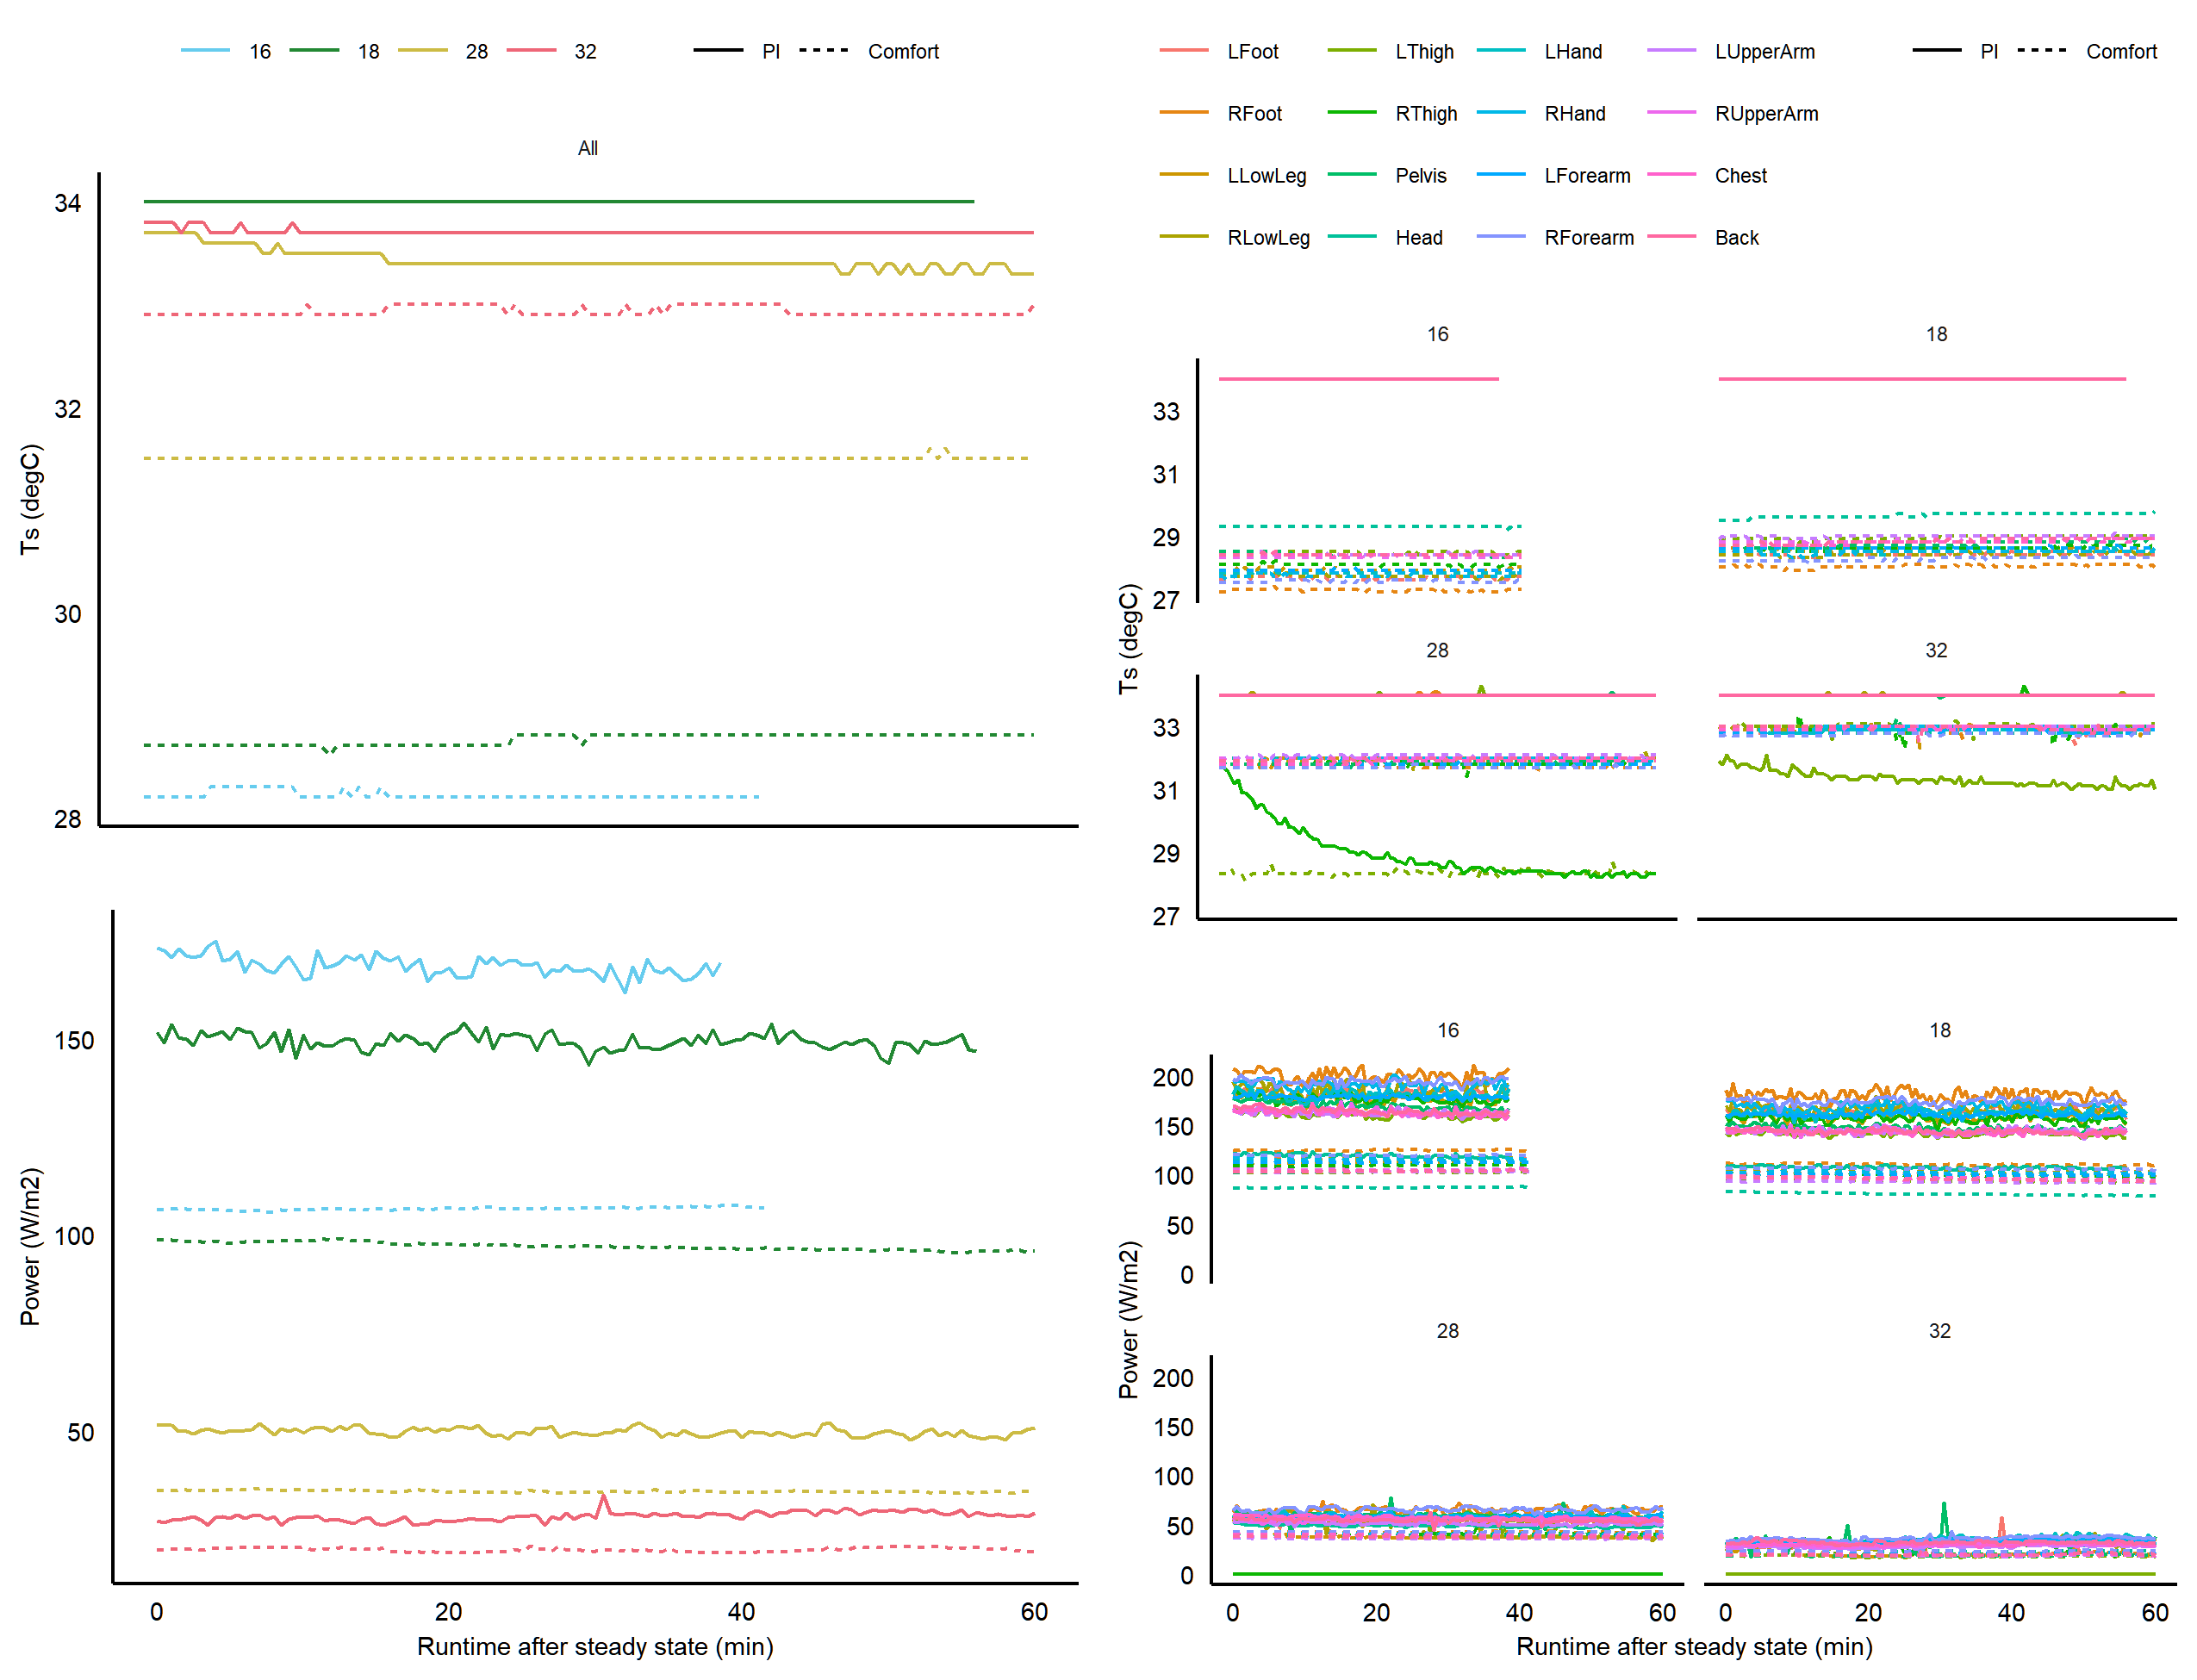 16 18 28 32 PI Comfort
LFoot LThigh LHand LUpperArm PI Comfort
RFoot RThigh RHand RUpperArm
LLowLeg Pelvis LForearm Chest
RLowLeg Head RForearm Back
All
Ts (degC)
34
32
30
28
Power (W/m2)
150
100
50
0 20 40 60
Runtime after steady state (min)
Ts (degC)
16 18
33
31
29
27
28 32
33
31
29
27
Power (W/m2)
16 18
200
150
100
50
0
28 32
200
150
100
50
0
0 20 40 60 0 20 40 60
Runtime after steady state (min)